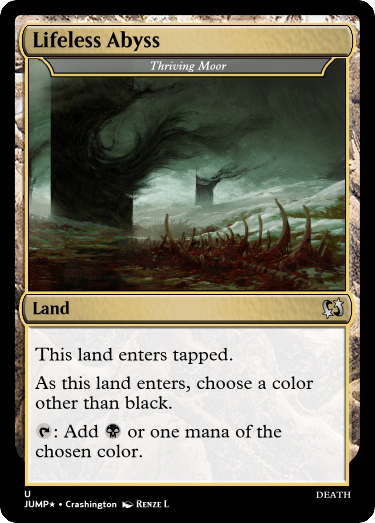 Lifeless Abyss
Thriving Moor
Land
This land enters tapped.
As this land enters, choose a color
other than black.
: Add or one mana of the
chosen color.
U
JUMP★ • Crashington Renze L
DEATH